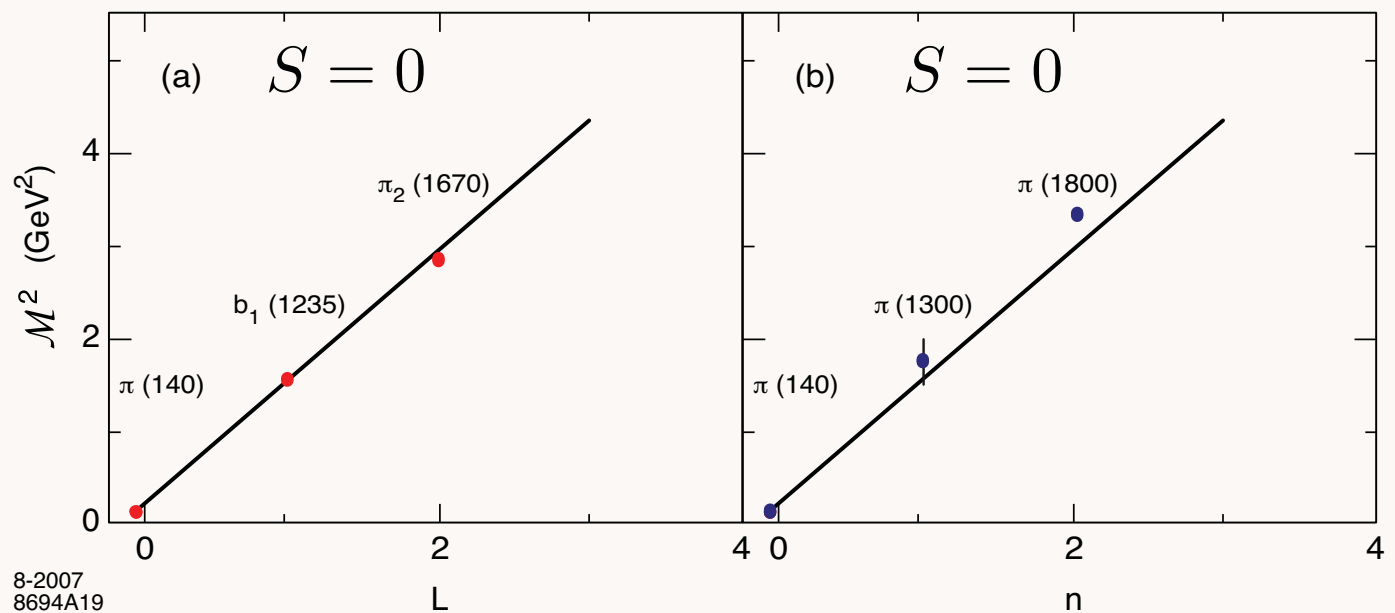 (a) S = 0
(b) S = 0
4
π₂ (1670)
π (1800)
ℳ² (GeV²)
b₁ (1235)
π (1300)
2
π (140)
π (140)
0
0 2 4 0 2 4
L n
8-2007
8694A19